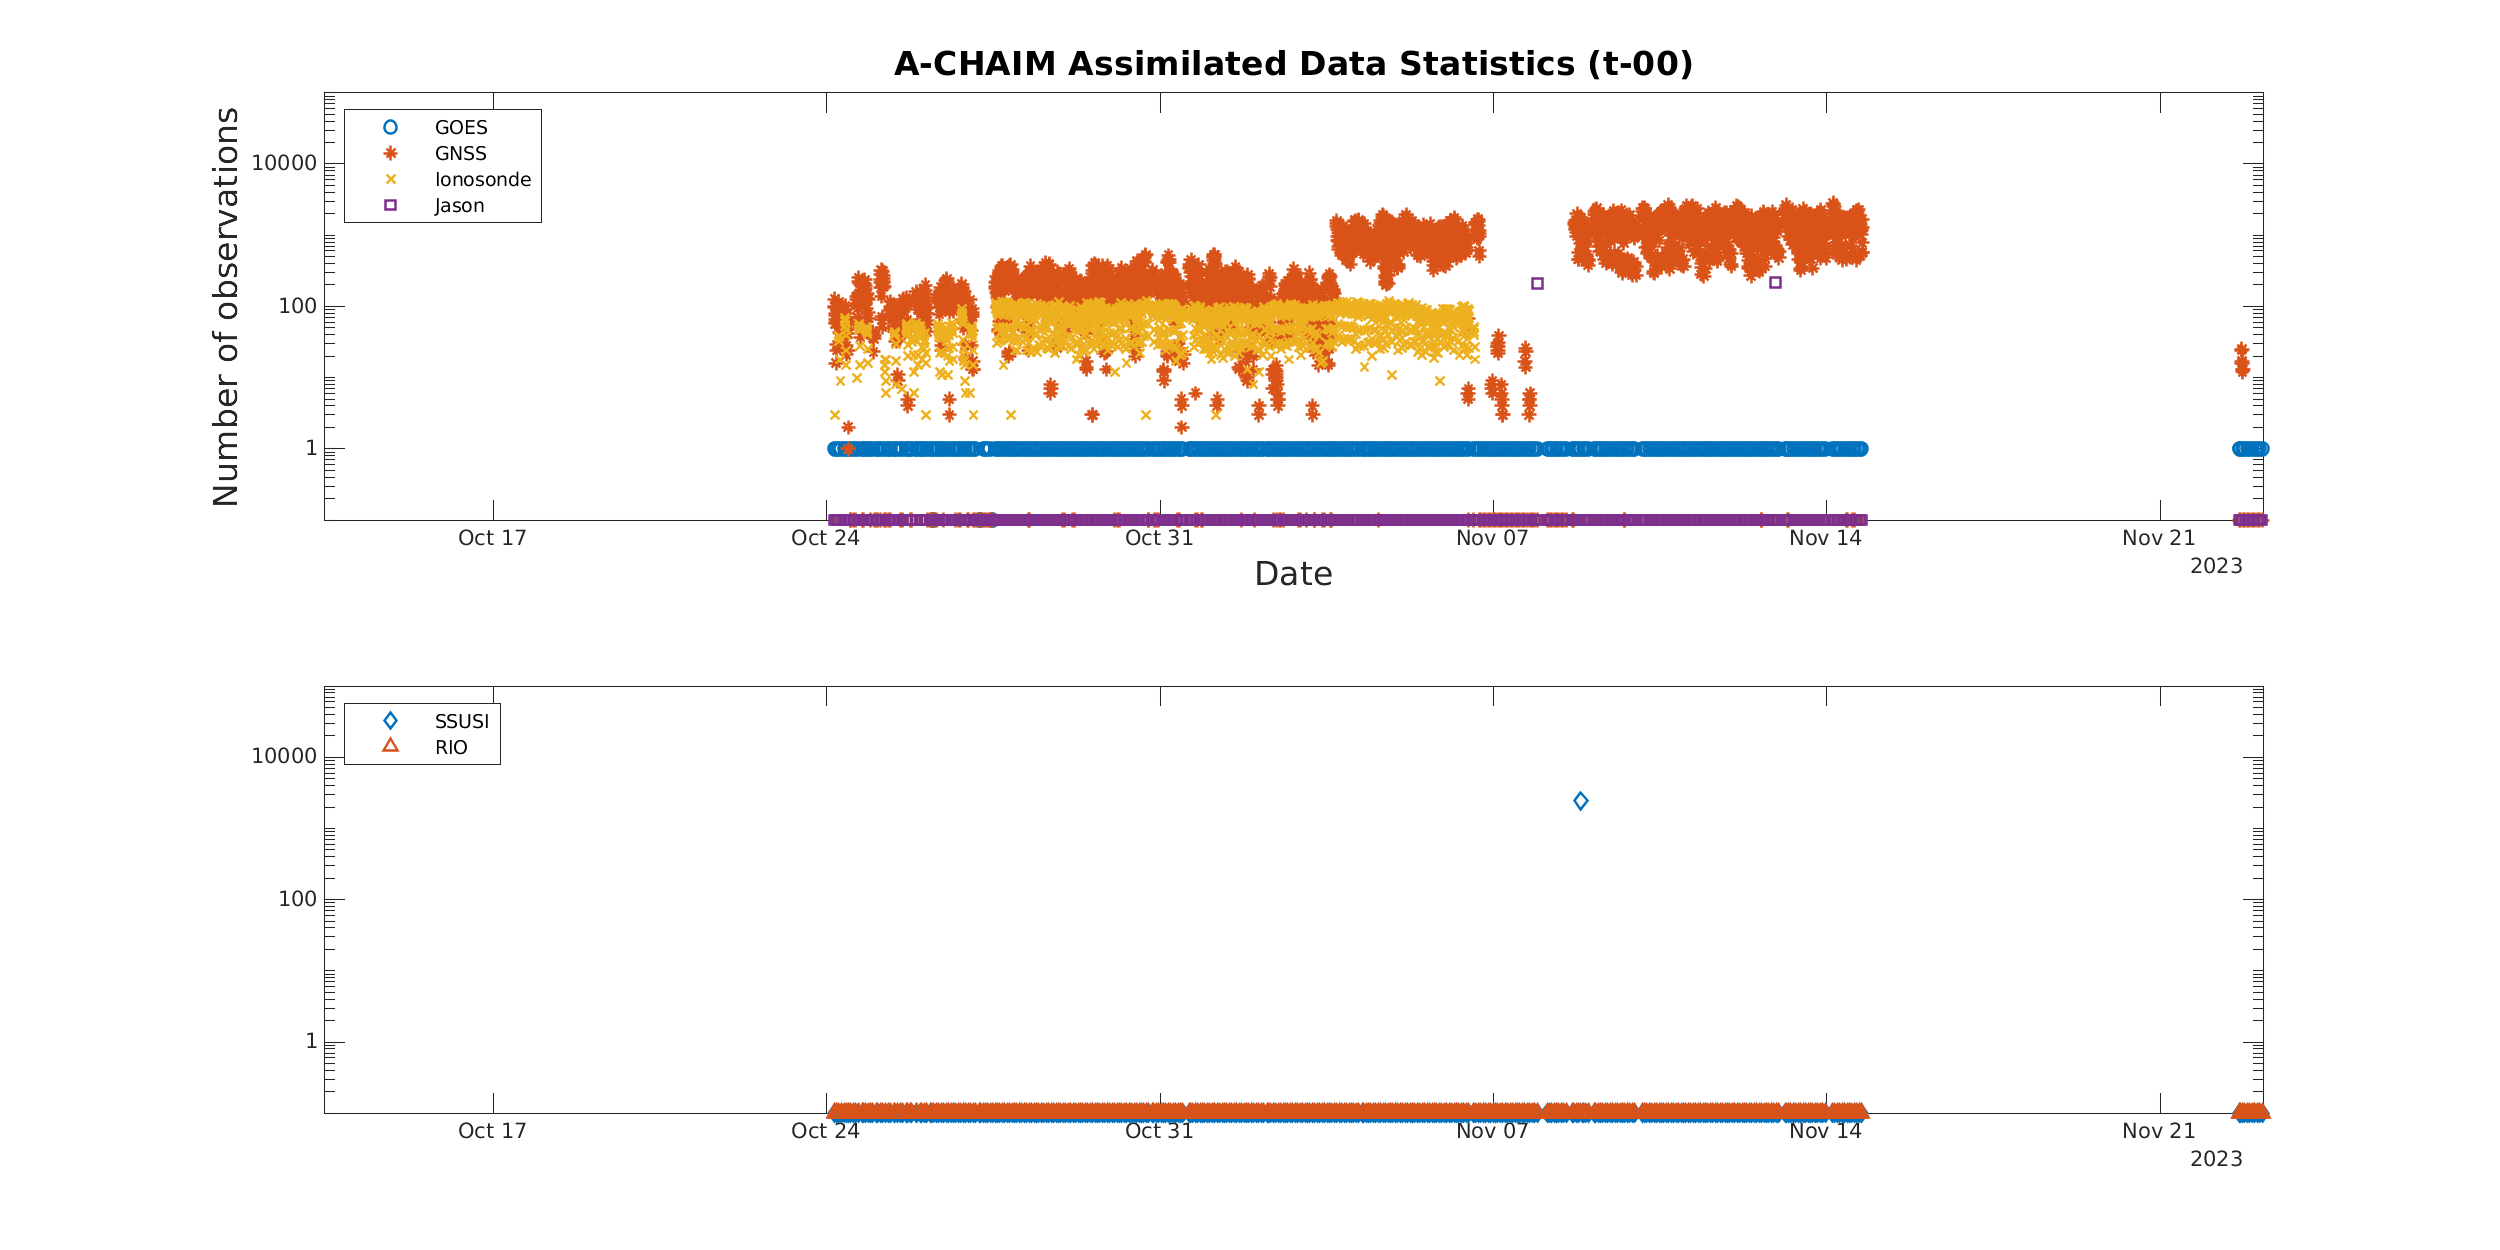 A-CHAIM Assimilated Data Statistics (t-00)
Number of observations
10000
100
1
GOES
GNSS
Ionosonde
Jason
Oct 17 Oct 24 Oct 31 Nov 07 Nov 14 Nov 21
2023
Date
10000
100
1
SSUSI
RIO
Oct 17 Oct 24 Oct 31 Nov 07 Nov 14 Nov 21
2023